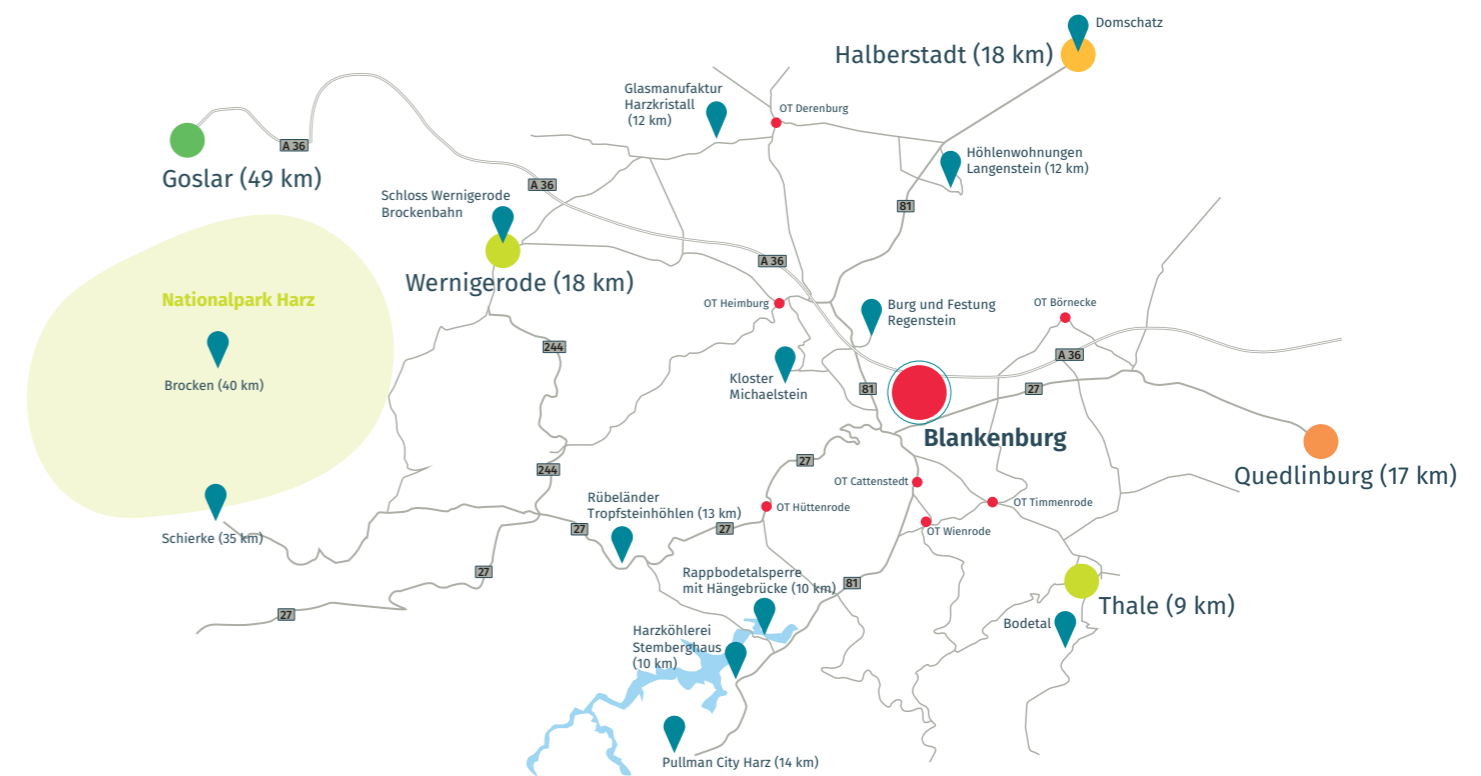 Domschatz
Halberstadt (18 km)
Glasmanufaktur
Harzkristall
(12 km)
OT Derenburg
A 36
Höhlenwohnungen
Langenstein (12 km)
Goslar (49 km)
A 36
Schloss Wernigerode
Brockenbahn
81
A 36
Wernigerode (18 km)
Nationalpark Harz
OT Heimburg
Burg und Festung
Regenstein
OT Börnecke
244
A 36
Brocken (40 km)
Kloster
Michaelstein
81
27
Blankenburg
27
244
Quedlinburg (17 km)
OT Cattenstedt
Rübeländer
Tropfsteinhöhlen (13 km)
OT Hüttenrode
OT Timmenrode
27
27
OT Wienrode
Schierke (35 km)
27
Rappbodetalsperre
mit Hängebrücke (10 km)
81
27
Thale (9 km)
Bodetal
Harzköhlerei
Stemberghaus
(10 km)
Pullman City Harz (14 km)